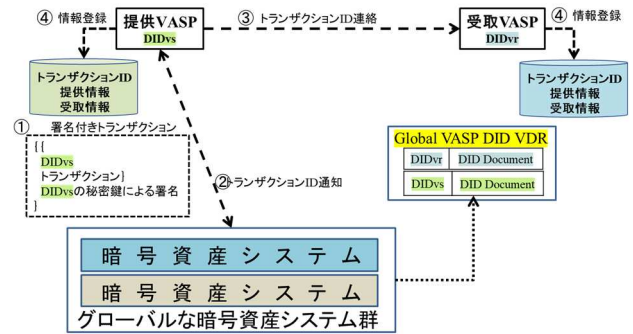 ④ 情報登録
提供VASP
DIDvs
③ トランザクションID連絡
受取VASP
DIDvr
④ 情報登録
トランザクションID
提供情報
受取情報
トランザクションID
提供情報
受取情報
① 署名付きトランザクション
{{
DIDvs
トランザクション}
DIDvsの秘密鍵による署名
}
②トランザクションID通知
Global VASP DID VDR
DIDvr DID Document
DIDvs DID Document
暗号資産システム
暗号資産システム
グローバルな暗号資産システム群